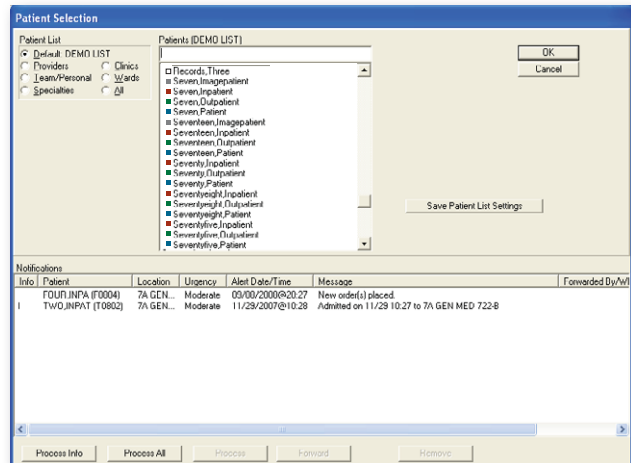 Patient Selection
Patient List
Default: DEMO LIST
Providers Clinics
Team/Personal Wards
Specialties All
Patients (DEMO LIST)
Records,Three
Seven,Imagepatient
Seven,Inpatient
Seven,Outpatient
Seven,Patient
Seventeen,Imagepatient
Seventeen,Inpatient
Seventeen,Outpatient
Seventeen,Patient
Seventy,Inpatient
Seventy,Outpatient
Seventy,Patient
Seventyeight,Inpatient
Seventyeight,Outpatient
Seventyeight,Patient
Seventyfive,Inpatient
Seventyfive,Outpatient
Seventyfive,Patient
OK
Cancel
Save Patient List Settings
Notifications
Info Patient Location Urgency Alert Date/Time Message Forwarded By/Wl
FOUR,INPA (F0004) 7A GEN... Moderate New order(s) placed.
I TWO,INPAT (T0802) 7A GEN... Moderate 11/29/2007@10:28 Admitted on 11/29 10:27 to 7A GEN MED 722-B
Process Info Process All Process Forward Remove